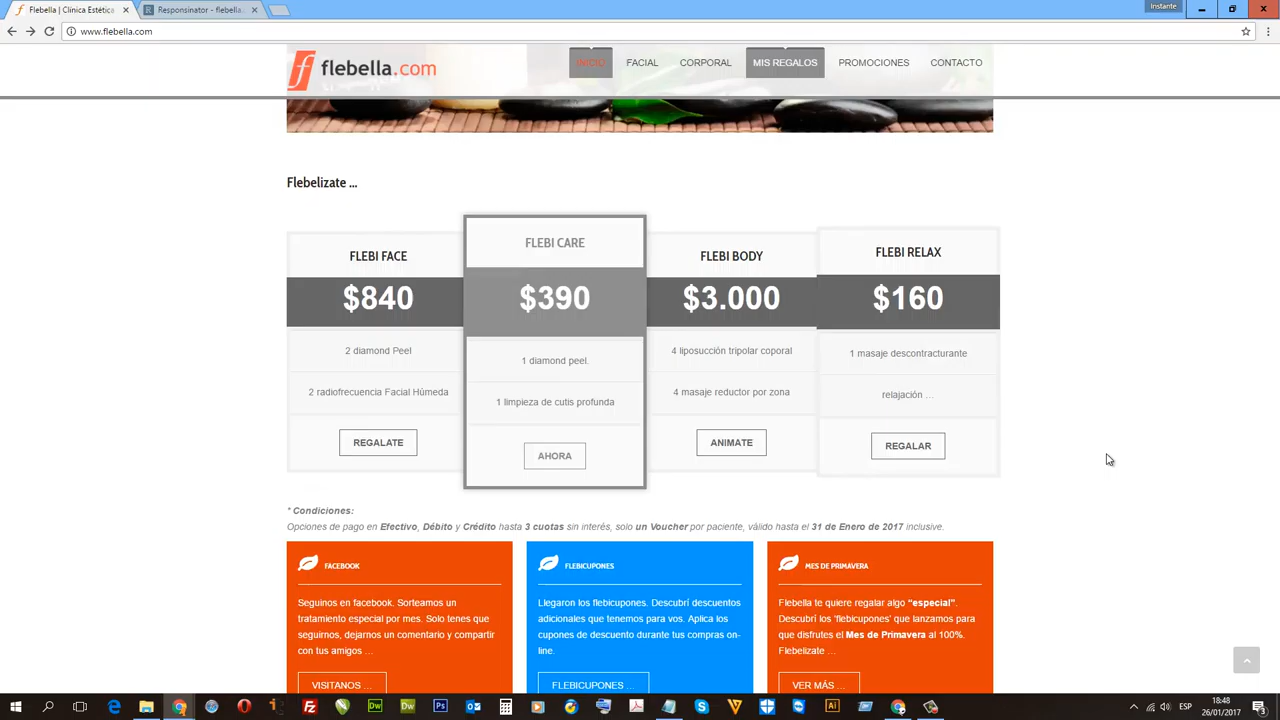 Flebella | Clínica Estética
Responsinator - flebella.
Instante
www.flebella.com
flebella.com
INICIO FACIAL CORPORAL MIS REGALOS PROMOCIONES CONTACTO
Flebelizate ...
FLEBI FACE
$840
2 diamond Peel
2 radiofrecuencia Facial Húmeda
REGALATE
FLEBI CARE
$390
1 diamond peel.
1 limpieza de cutis profunda
AHORA
FLEBI BODY
$3.000
4 liposucción tripolar coporal
4 masaje reductor por zona
ANIMATE
FLEBI RELAX
$160
1 masaje descontracturante
relajación ...
REGALAR
* Condiciones:
Opciones de pago en Efectivo, Débito y Crédito hasta 3 cuotas sin interés, solo un Voucher por paciente, válido hasta el 31 de Enero de 2017 inclusive.
FACEBOOK
Seguinos en facebook. Sorteamos un
tratamiento especial por mes. Solo tenes que
seguirnos, dejarnos un comentario y compartir
con tus amigos ...
VISITANOS ...
FLEBICUPONES
Llegaron los flebicupones. Descubrí descuentos
adicionales que tenemos para vos. Aplica los
cupones de descuento durante tus compras on-
line.
FLEBICUPONES ...
MES DE PRIMAVERA
Flebella te quiere regalar algo "especial".
Descubrí los 'flebicupones' que lanzamos para
que disfrutes el Mes de Primavera al 100%.
Flebelizate ...
VER MÁS ...
ESP
18:48
26/01/2017